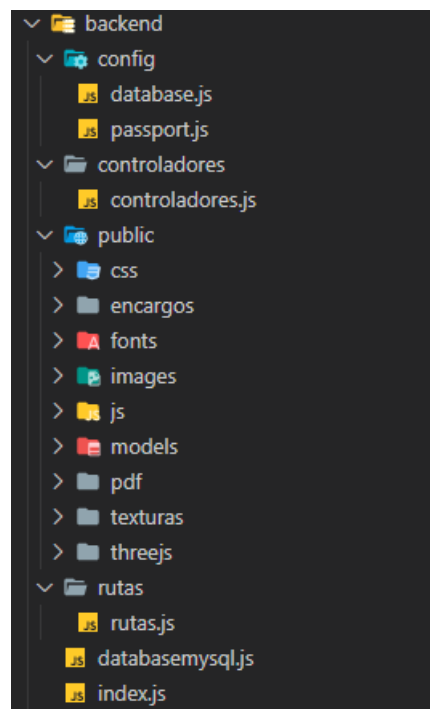 backend
config
JS database.js
JS passport.js
controladores
JS controladores.js
public
css
encargos
A fonts
images
JS js
models
pdf
texturas
threejs
rutas
JS rutas.js
JS databasemysql.js
JS index.js